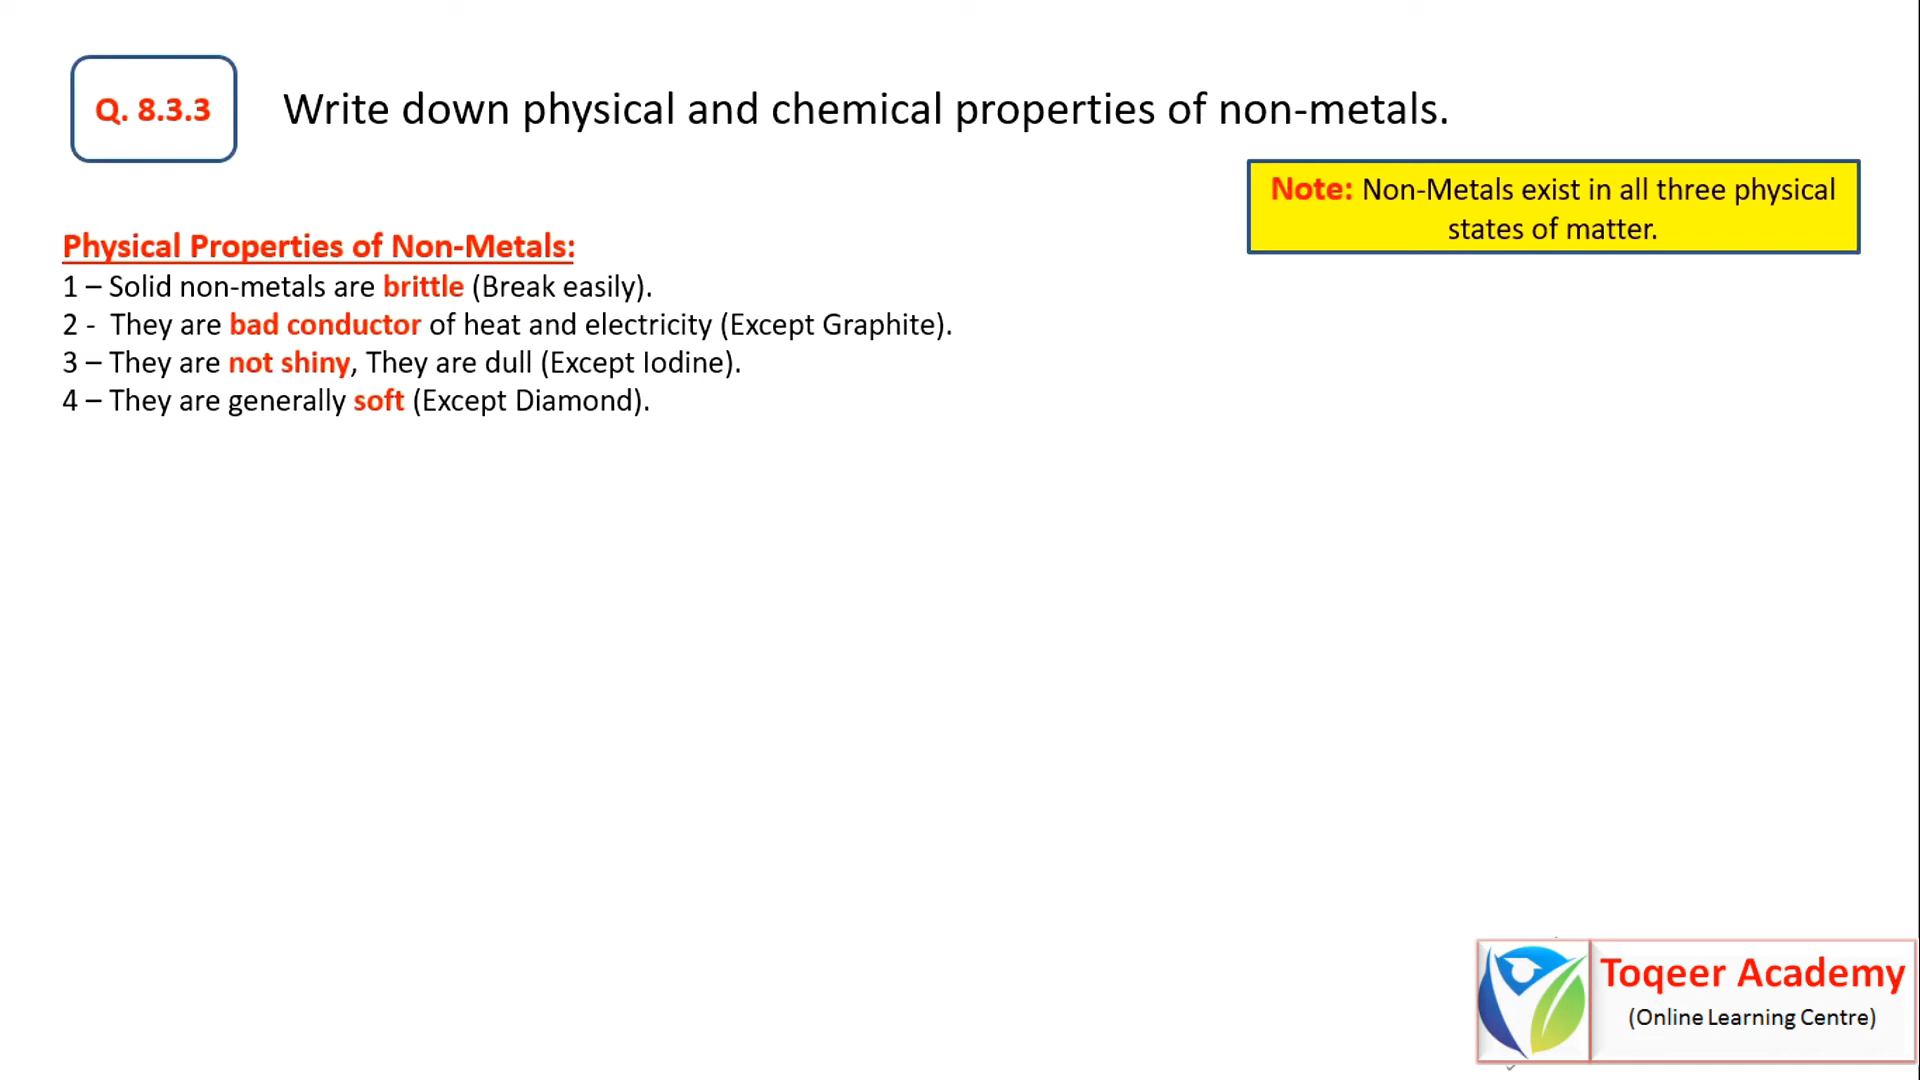 Q. 8.3.3
Write down physical and chemical properties of non-metals.
Note: Non-Metals exist in all three physical
states of matter.
Physical Properties of Non-Metals:
1 – Solid non-metals are brittle (Break easily).
2 -  They are bad conductor of heat and electricity (Except Graphite).
3 – They are not shiny, They are dull (Except Iodine).
4 – They are generally soft (Except Diamond).
Toqeer Academy
(Online Learning Centre)